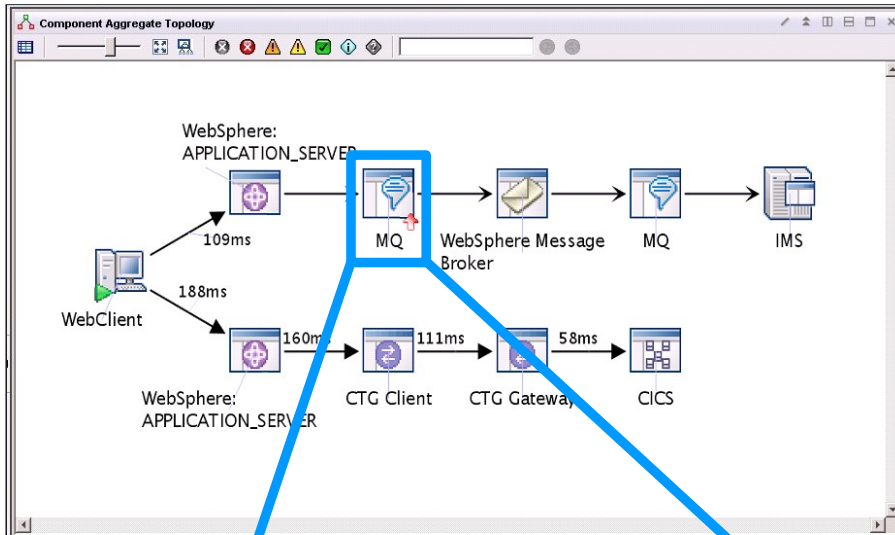 Component Aggregate Topology
WebSphere:
APPLICATION_SERVER
MQ
WebSphere Message
Broker
MQ
IMS
109ms
WebClient
188ms
160ms
111ms
58ms
WebSphere:
APPLICATION_SERVER
CTG Client
CTG Gateway
CICS